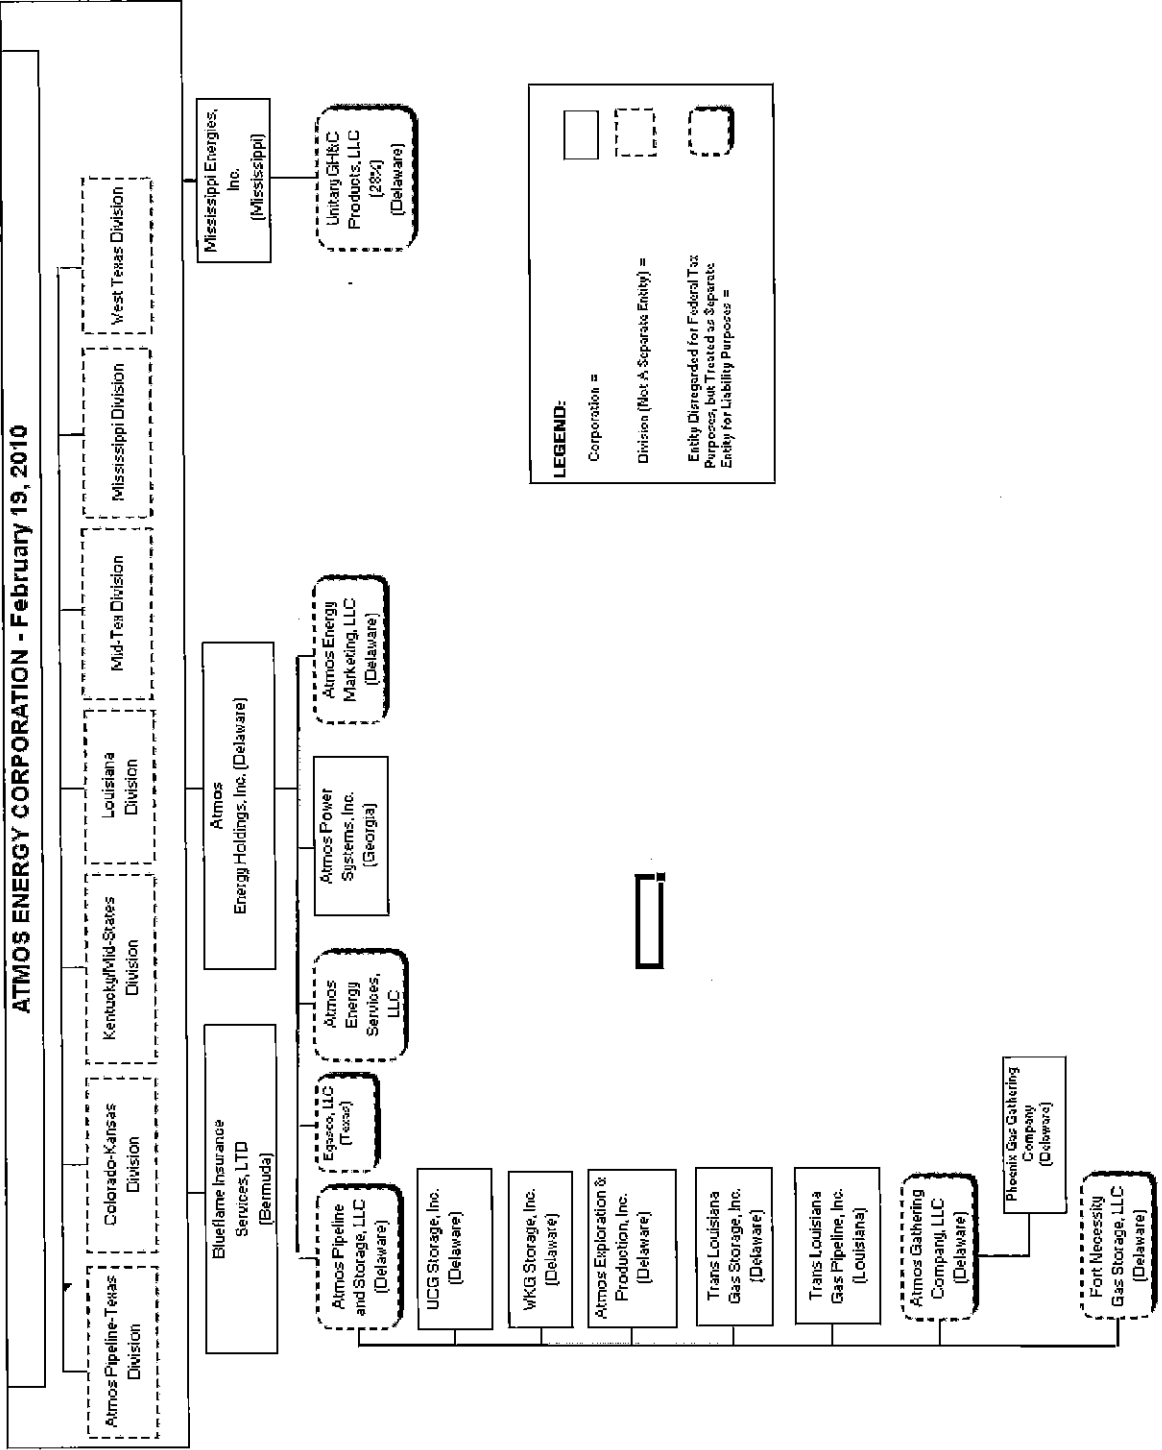 ATMOS ENERGY CORPORATION - February 19, 2010
Atmos Pipeline-Texas
Division
Colorado-Kansas
Division
Kentucky/Mid-States
Division
Louisiana
Division
Mid-Tex Division
Mississippi Division
West Texas Division
Blueflame Insurance
Services, LTD
(Bermuda)
Atmos
Energy Holdings, Inc. (Delaware)
Mississippi Energies,
Inc.
(Mississippi)
Atmos Pipeline
and Storage, LLC
(Delaware)
Egasco, LLC
(Texas)
Atmos
Energy
Services,
LLC
Atmos Power
Systems, Inc.
(Georgia)
Atmos Energy
Marketing, LLC
(Delaware)
Unitary GH&C
Products, LLC
(28%)
(Delaware)
UCG Storage, Inc.
(Delaware)
WKG Storage, Inc.
(Delaware)
Atmos Exploration &
Production, Inc.
(Delaware)
Trans Louisiana
Gas Storage, Inc.
(Delaware)
Trans Louisiana
Gas Pipeline, Inc.
(Louisiana)
Atmos Gathering
Company, LLC
(Delaware)
Phoenix Gas Gathering
Company
(Delaware)
Fort Necessity
Gas Storage, LLC
(Delaware)
LEGEND:
Corporation =
Division (Not A Separate Entity) =
Entity Disregarded for Federal Tax
Purposes, but Treated as Separate
Entity for Liability Purposes =